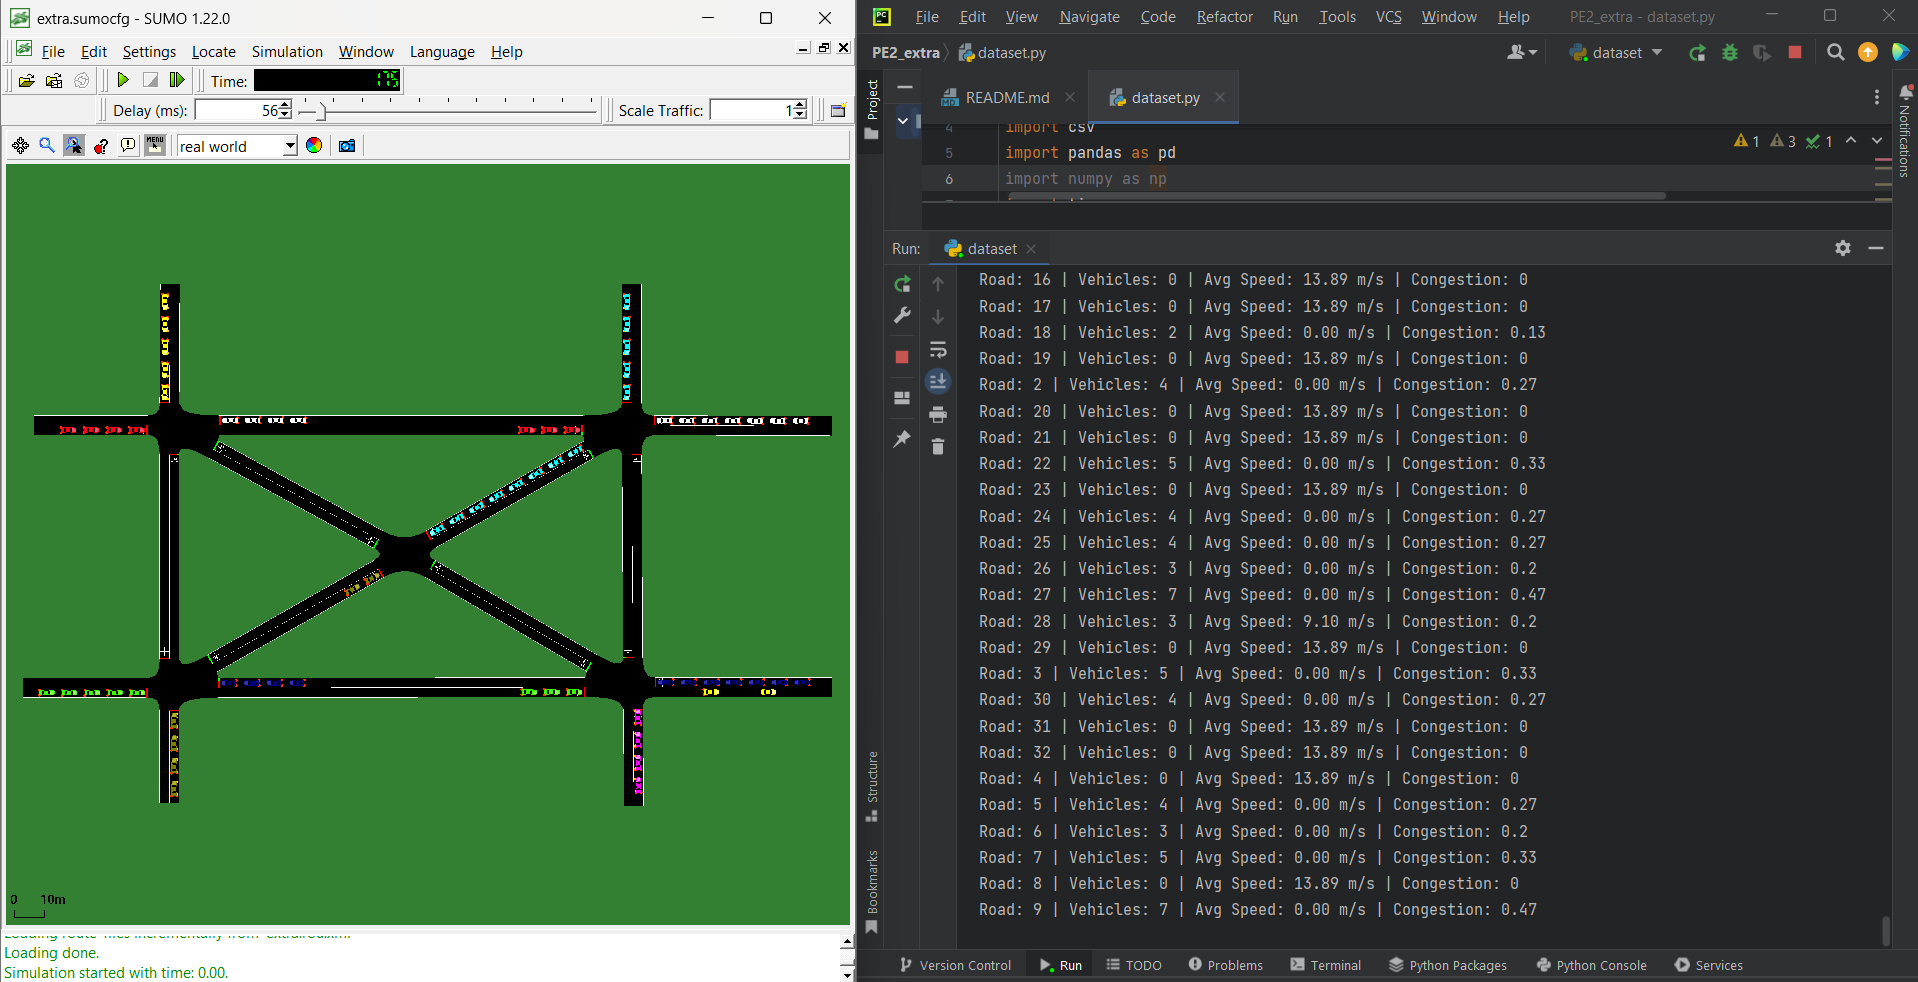 extra.sumocfg - SUMO 1.22.0
File Edit Settings Locate Simulation Window Language Help
Time: 175
Delay (ms): 56 Scale Traffic: 1
MENU real world
0 10m
Loading done.
Simulation started with time: 0.00.
PC File Edit View Navigate Code Refactor Run Tools VCS Window Help PE2_extra - dataset.py
PE2_extra dataset.py dataset
Project
README.md dataset.py
Notifications
4 import csv
1 3 1
5 import pandas as pd
6 import numpy as np
Run: dataset
Road: 16 | Vehicles: 0 | Avg Speed: 13.89 m/s | Congestion: 0
Road: 17 | Vehicles: 0 | Avg Speed: 13.89 m/s | Congestion: 0
Road: 18 | Vehicles: 2 | Avg Speed: 0.00 m/s | Congestion: 0.13
Road: 19 | Vehicles: 0 | Avg Speed: 13.89 m/s | Congestion: 0
Road: 2 | Vehicles: 4 | Avg Speed: 0.00 m/s | Congestion: 0.27
Road: 20 | Vehicles: 0 | Avg Speed: 13.89 m/s | Congestion: 0
Road: 21 | Vehicles: 0 | Avg Speed: 13.89 m/s | Congestion: 0
Road: 22 | Vehicles: 5 | Avg Speed: 0.00 m/s | Congestion: 0.33
Road: 23 | Vehicles: 0 | Avg Speed: 13.89 m/s | Congestion: 0
Road: 24 | Vehicles: 4 | Avg Speed: 0.00 m/s | Congestion: 0.27
Road: 25 | Vehicles: 4 | Avg Speed: 0.00 m/s | Congestion: 0.27
Road: 26 | Vehicles: 3 | Avg Speed: 0.00 m/s | Congestion: 0.2
Road: 27 | Vehicles: 7 | Avg Speed: 0.00 m/s | Congestion: 0.47
Road: 28 | Vehicles: 3 | Avg Speed: 9.10 m/s | Congestion: 0.2
Road: 29 | Vehicles: 0 | Avg Speed: 13.89 m/s | Congestion: 0
Road: 3 | Vehicles: 5 | Avg Speed: 0.00 m/s | Congestion: 0.33
Road: 30 | Vehicles: 4 | Avg Speed: 0.00 m/s | Congestion: 0.27
Road: 31 | Vehicles: 0 | Avg Speed: 13.89 m/s | Congestion: 0
Road: 32 | Vehicles: 0 | Avg Speed: 13.89 m/s | Congestion: 0
Road: 4 | Vehicles: 0 | Avg Speed: 13.89 m/s | Congestion: 0
Road: 5 | Vehicles: 4 | Avg Speed: 0.00 m/s | Congestion: 0.27
Road: 6 | Vehicles: 3 | Avg Speed: 0.00 m/s | Congestion: 0.2
Road: 7 | Vehicles: 5 | Avg Speed: 0.00 m/s | Congestion: 0.33
Road: 8 | Vehicles: 0 | Avg Speed: 13.89 m/s | Congestion: 0
Road: 9 | Vehicles: 7 | Avg Speed: 0.00 m/s | Congestion: 0.47
Structure
Bookmarks
Version Control Run TODO Problems Terminal Python Packages Python Console Services